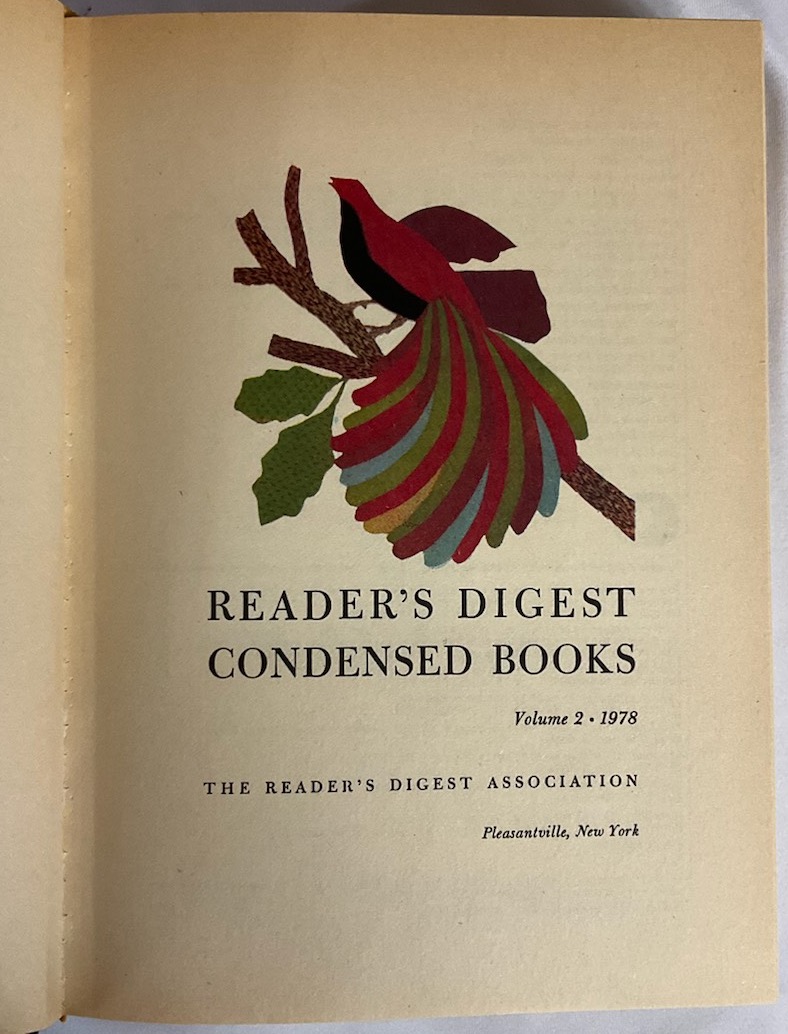 READER'S DIGEST
CONDENSED BOOKS
Volume 2 • 1978
THE READER'S DIGEST ASSOCIATION
Pleasantville, New York